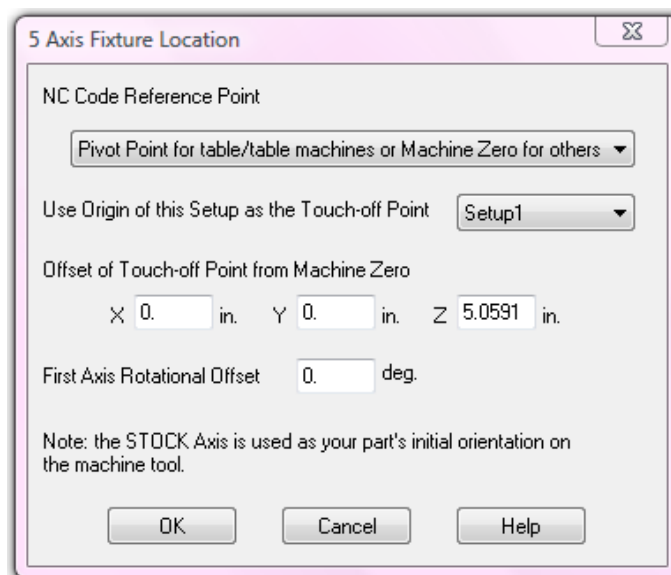 5 Axis Fixture Location
NC Code Reference Point
Pivot Point for table/table machines or Machine Zero for others
Use Origin of this Setup as the Touch-off Point Setup1
Offset of Touch-off Point from Machine Zero
X 0. in. Y 0. in. Z 5.0591 in.
First Axis Rotational Offset 0. deg.
Note: the STOCK Axis is used as your part's initial orientation on
the machine tool.
OK Cancel Help